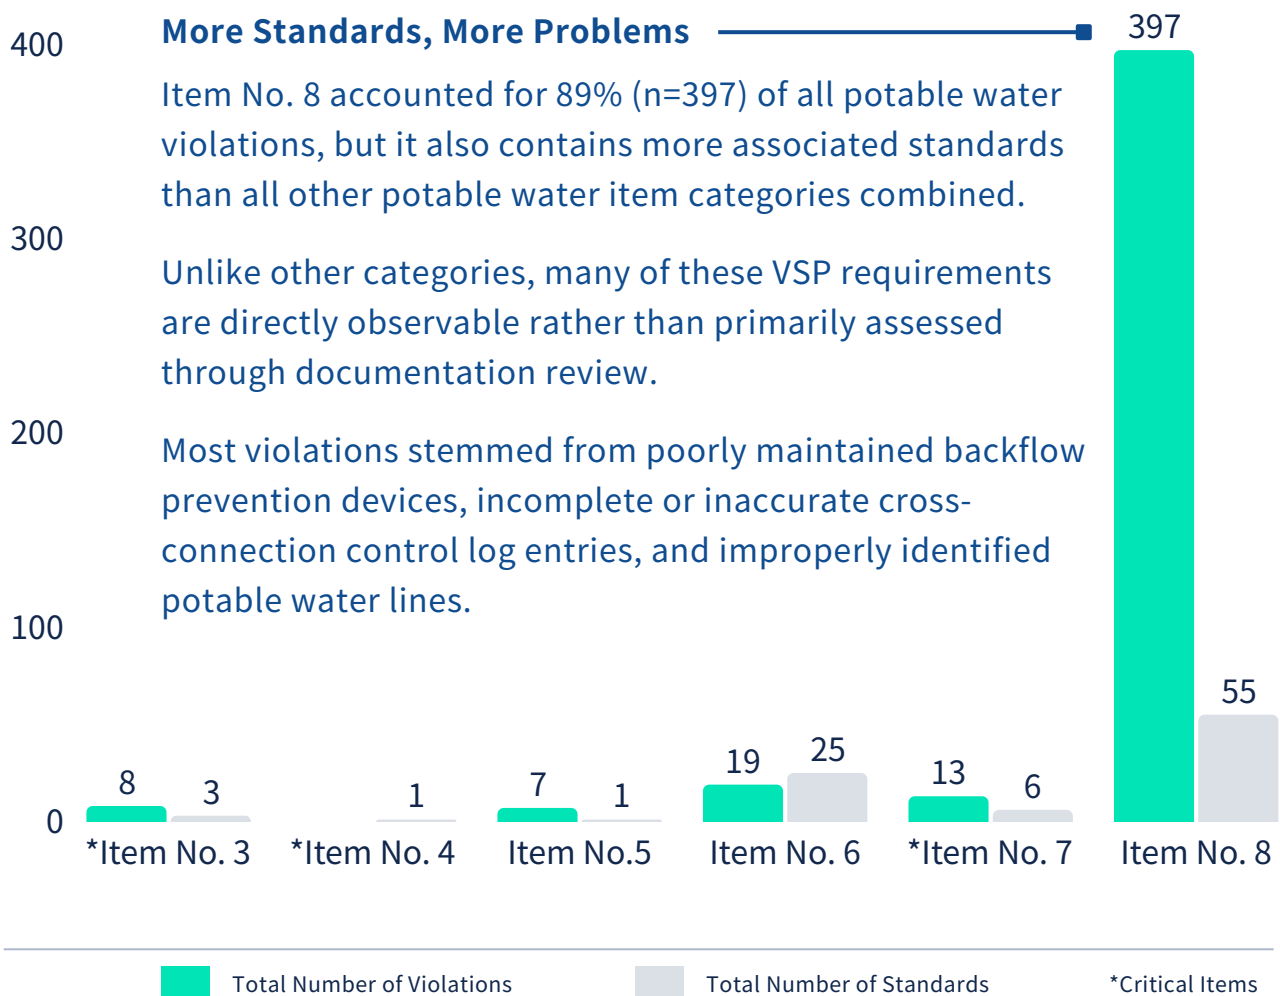 More Standards, More Problems
Item No. 8 accounted for 89% (n=397) of all potable water
violations, but it also contains more associated standards
than all other potable water item categories combined.
Unlike other categories, many of these VSP requirements
are directly observable rather than primarily assessed
through documentation review.
Most violations stemmed from poorly maintained backflow
prevention devices, incomplete or inaccurate cross-
connection control log entries, and improperly identified
potable water lines.
400
300
200
100
0
8
3
1
7
1
19
25
13
6
397
55
*Item No. 3
*Item No. 4
Item No.5
Item No. 6
*Item No. 7
Item No. 8
Total Number of Violations
Total Number of Standards
*Critical Items